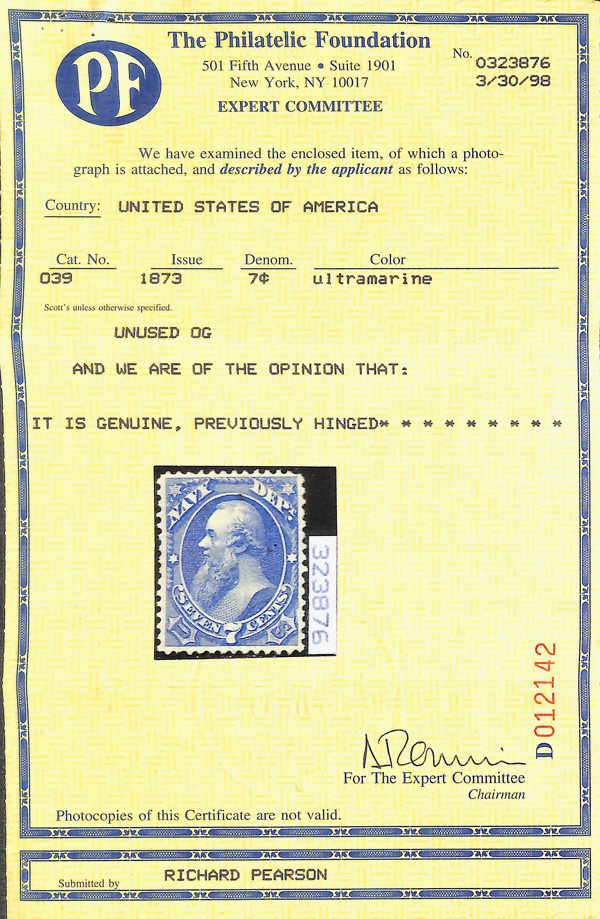 PF
The Philatelic Foundation
501 Fifth Avenue • Suite 1901
New York, NY 10017
EXPERT COMMITTEE
No. 0323876
3/30/98
We have examined the enclosed item, of which a photo-
graph is attached, and described by the applicant as follows:
Country: UNITED STATES OF AMERICA
Cat. No. Issue Denom. Color
O39 1873 7¢ ultramarine
Scott's unless otherwise specified.
UNUSED OG
AND WE ARE OF THE OPINION THAT:
IT IS GENUINE, PREVIOUSLY HINGED* * * * * * * * *
NAVY DEPT.
SEVEN 7 CENTS
U S
323876
D012142
For The Expert Committee
Chairman
Photocopies of this Certificate are not valid.
Submitted by RICHARD PEARSON